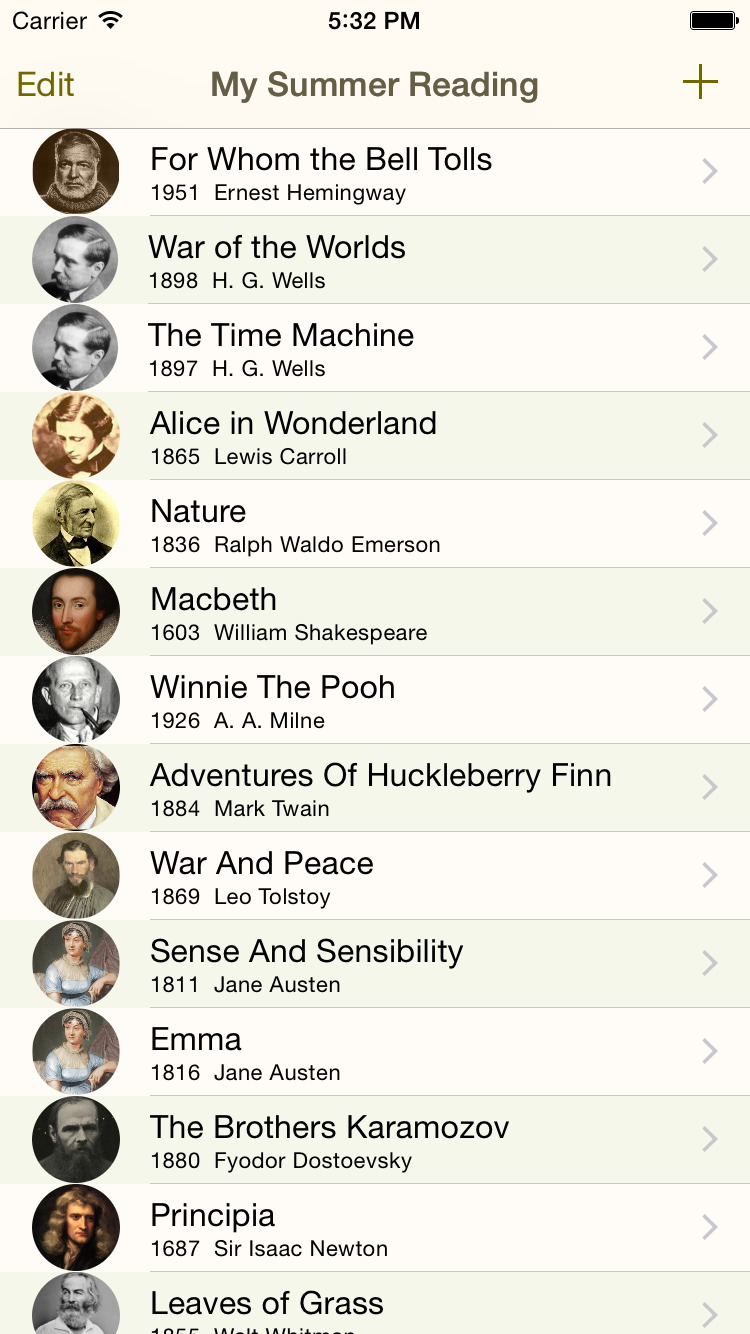 Carrier 5:32 PM
Edit My Summer Reading +
For Whom the Bell Tolls
1951 Ernest Hemingway
War of the Worlds
1898 H. G. Wells
The Time Machine
1897 H. G. Wells
Alice in Wonderland
1865 Lewis Carroll
Nature
1836 Ralph Waldo Emerson
Macbeth
1603 William Shakespeare
Winnie The Pooh
1926 A. A. Milne
Adventures Of Huckleberry Finn
1884 Mark Twain
War And Peace
1869 Leo Tolstoy
Sense And Sensibility
1811 Jane Austen
Emma
1816 Jane Austen
The Brothers Karamozov
1880 Fyodor Dostoevsky
Principia
1687 Sir Isaac Newton
Leaves of Grass
1855 Walt Whitman